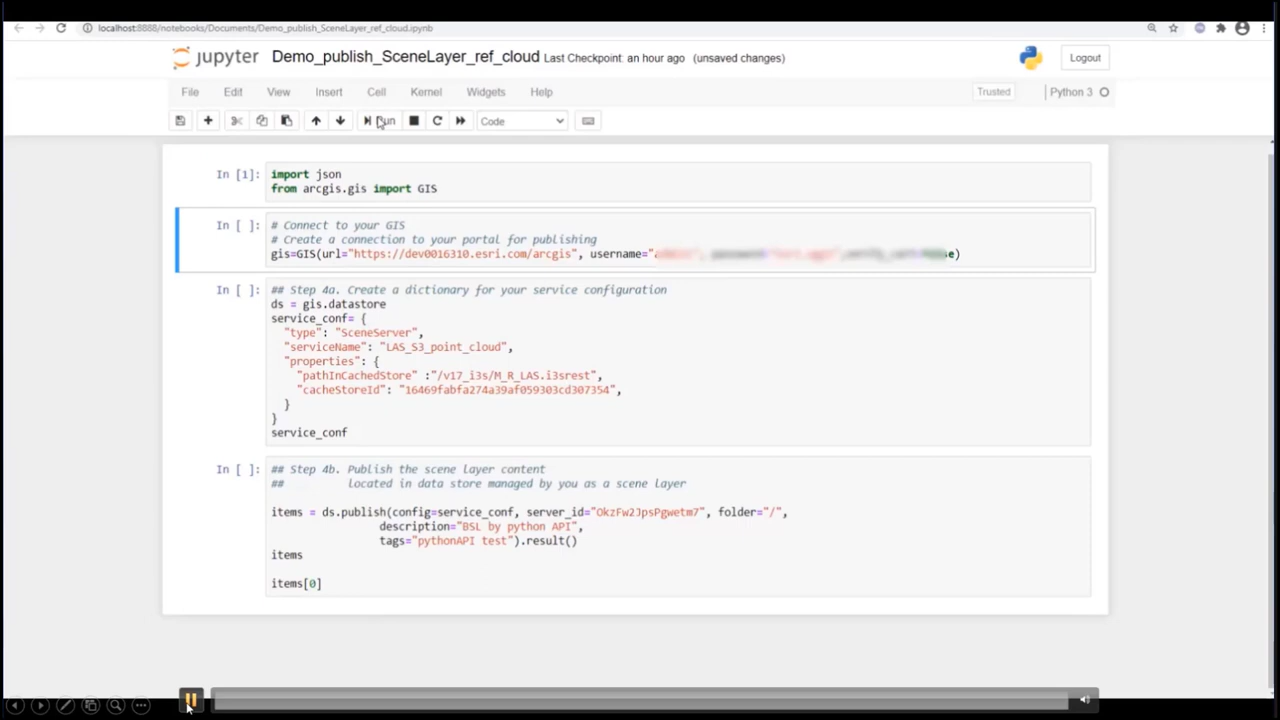 localhost:8888/notebooks/Documents/Demo_publish_SceneLayer_ref_cloud.ipynb
jupyter Demo_publish_SceneLayer_ref_cloud Last Checkpoint: an hour ago (unsaved changes) Logout
File Edit View Insert Cell Kernel Widgets Help Trusted Python 3
Run Code
In [1]: import json
from arcgis.gis import GIS
In [ ]: # Connect to your GIS
# Create a connection to your portal for publishing
gis=GIS(url="https://dev0016310.esri.com/arcgis", username="
In [ ]: ## Step 4a. Create a dictionary for your service configuration
ds = gis.datastore
service_conf= {
"type": "SceneServer",
"serviceName": "LAS_S3_point_cloud",
"properties": {
"pathInCachedStore" :"/v17_i3s/M_R_LAS.i3srest",
"cacheStoreId": "16469fabfa274a39af059303cd307354",
}
}
service_conf
In [ ]: ## Step 4b. Publish the scene layer content
## located in data store managed by you as a scene layer
items = ds.publish(config=service_conf, server_id="OkzFw2JpsPgwetm7", folder="/",
description="BSL by python API",
tags="pythonAPI test").result()
items
items[0]